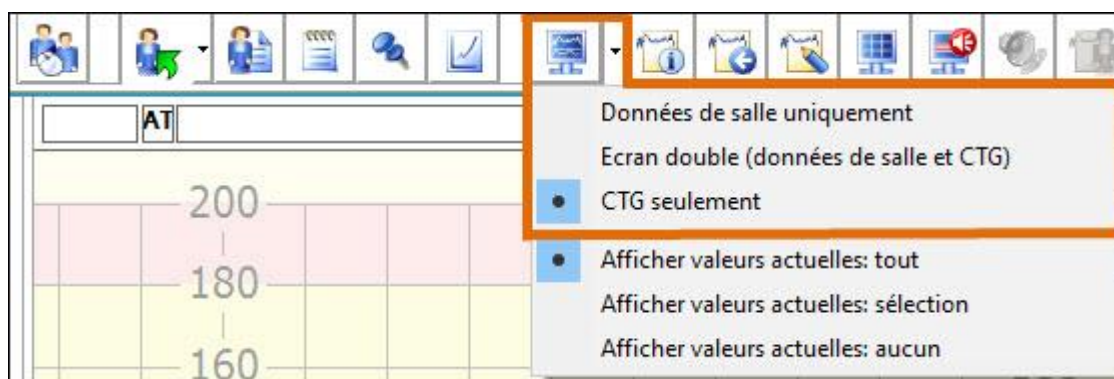 AT
Données de salle uniquement
Ecran double (données de salle et CTG)
CTG seulement
Afficher valeurs actuelles: tout
Afficher valeurs actuelles: sélection
Afficher valeurs actuelles: aucun
200
180
160